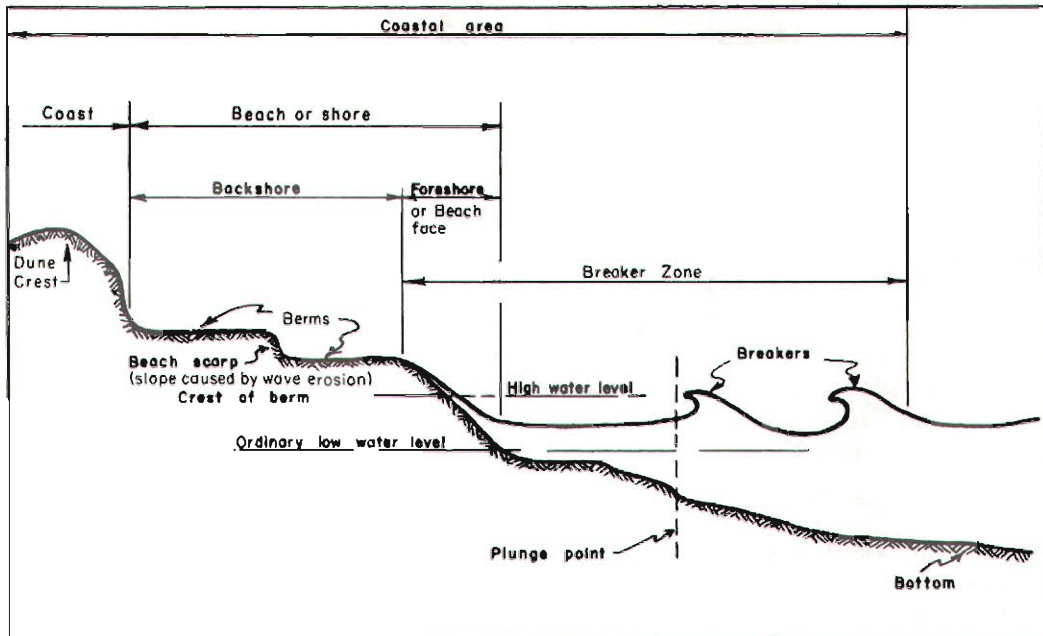 Coastal area
Coast
Beach or shore
Backshore
Foreshore
or Beach
face
Breaker Zone
Dune
Crest
Berms
Beach scarp
(slope caused by wave erosion)
Crest of berm
High water level
Breakers
Ordinary low water level
Plunge point
Bottom